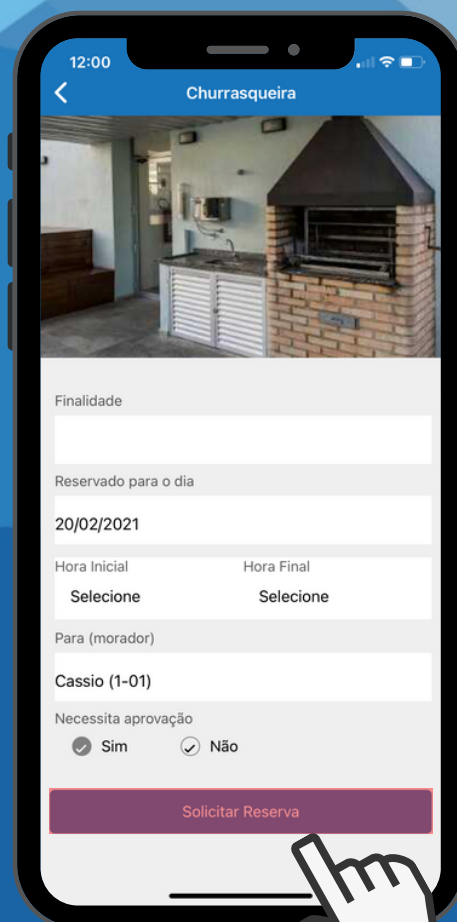 12:00
Churrasqueira
Finalidade
Reservado para o dia
20/02/2021
Hora Inicial Hora Final
Selecione Selecione
Para (morador)
Cassio (1-01)
Necessita aprovação
Sim Não
Solicitar Reserva